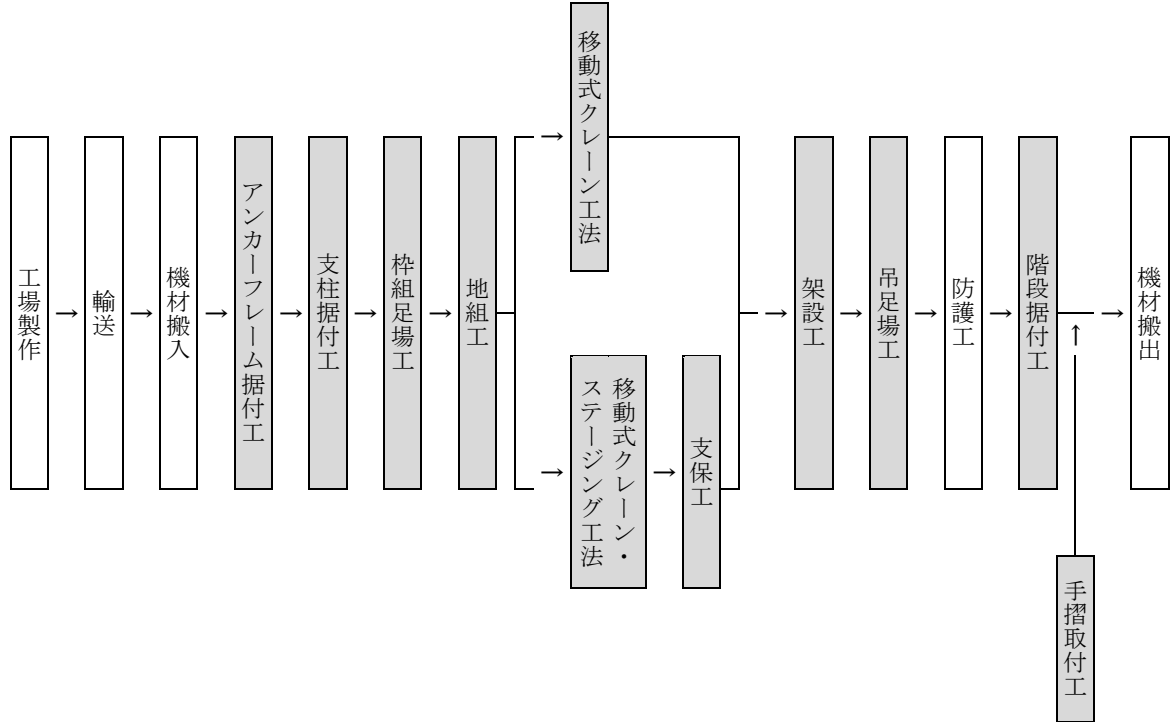 工場製作
→
輸送
→
機材搬入
→
アンカーフレーム据付工
→
支柱据付工
→
枠組足場工
→
地組工
→
移動式クレーン工法
→
移動式クレーン・
ステージング工法
→
支保工
→
架設工
→
吊足場工
→
防護工
→
階段据付工
↑
手摺取付工
→
機材搬出